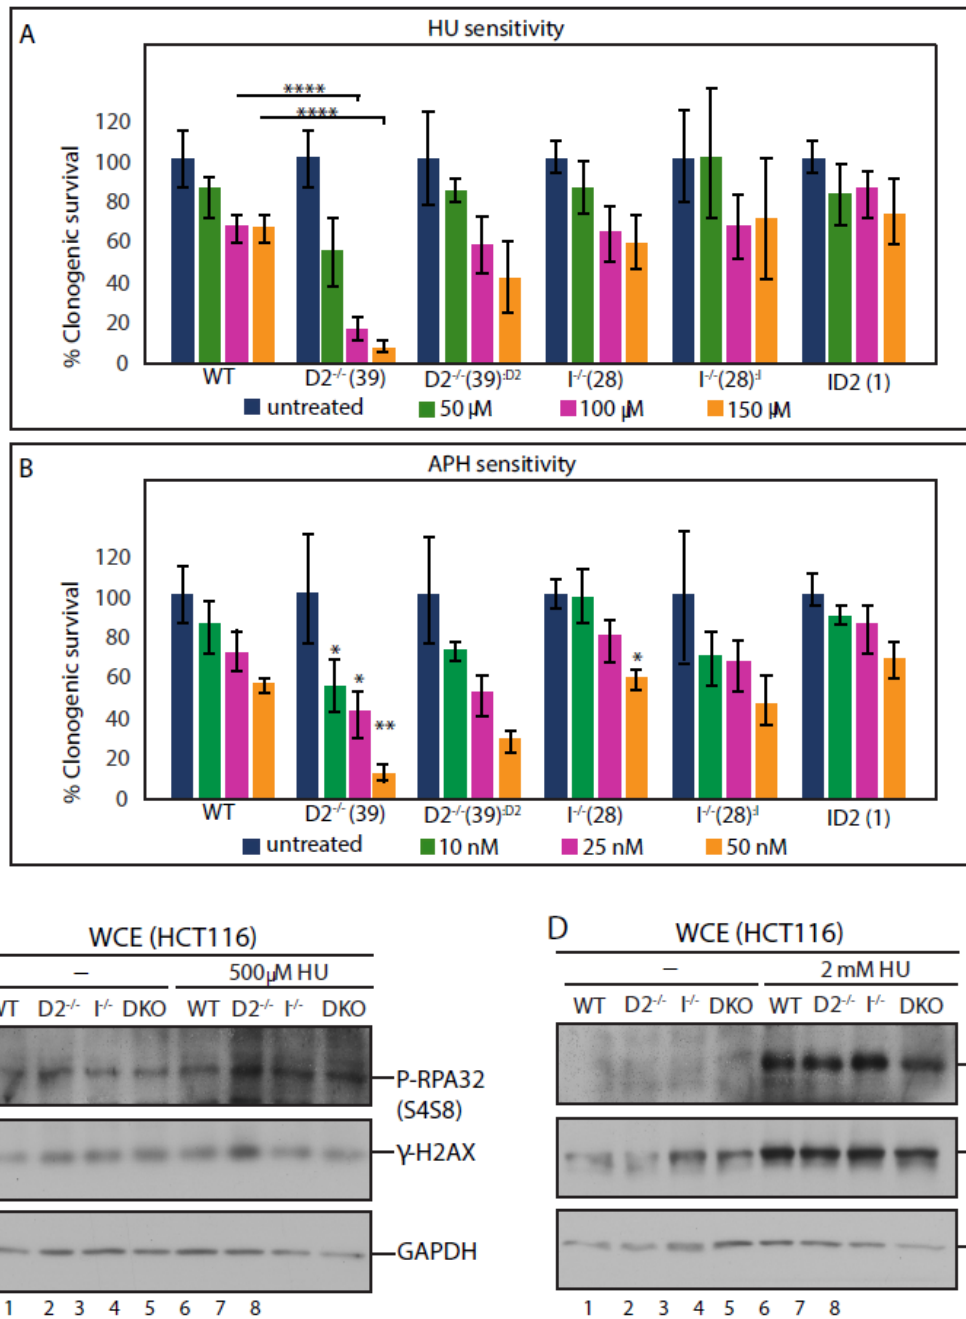 A
HU sensitivity
****
****
120
100
80
60
40
20
0
% Clonogenic survival
WT D2-/-(39) D2-/-(39):D2 I-/-(28) I-/-(28):I ID2 (1)
untreated 50 μM 100 μM 150 μM
B
APH sensitivity
120
100
80
60
40
20
0
% Clonogenic survival
* * ** *
WT D2-/-(39) D2-/-(39):D2 I-/-(28) I-/-(28):I ID2 (1)
untreated 10 nM 25 nM 50 nM
WCE (HCT116)
– 500μM HU
WT D2-/- I-/- DKO WT D2-/- I-/- DKO
P-RPA32
(S4S8)
γ-H2AX
GAPDH
1 2 3 4 5 6 7 8
D
WCE (HCT116)
– 2 mM HU
WT D2-/- I-/- DKO WT D2-/- I-/- DKO
1 2 3 4 5 6 7 8